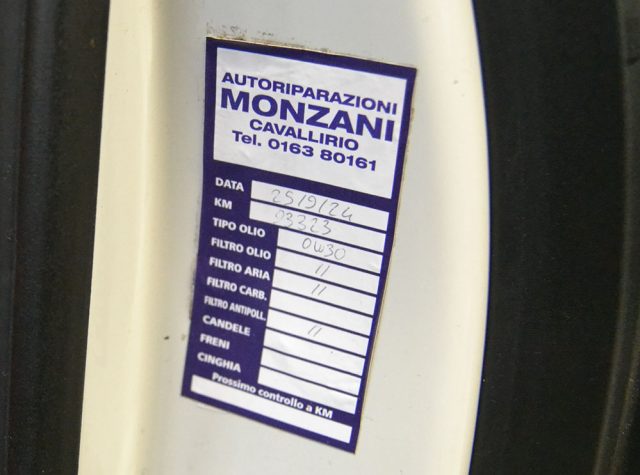 AUTORIPARAZIONI
MONZANI
CAVALLIRIO
Tel. 0163 80161
DATA 25/9/24
KM
TIPO OLIO 0W30
FILTRO OLIO //
FILTRO ARIA //
FILTRO CARB.
FILTRO ANTIPOLL. //
CANDELE
FRENI
CINGHIA
Prossimo controllo a KM